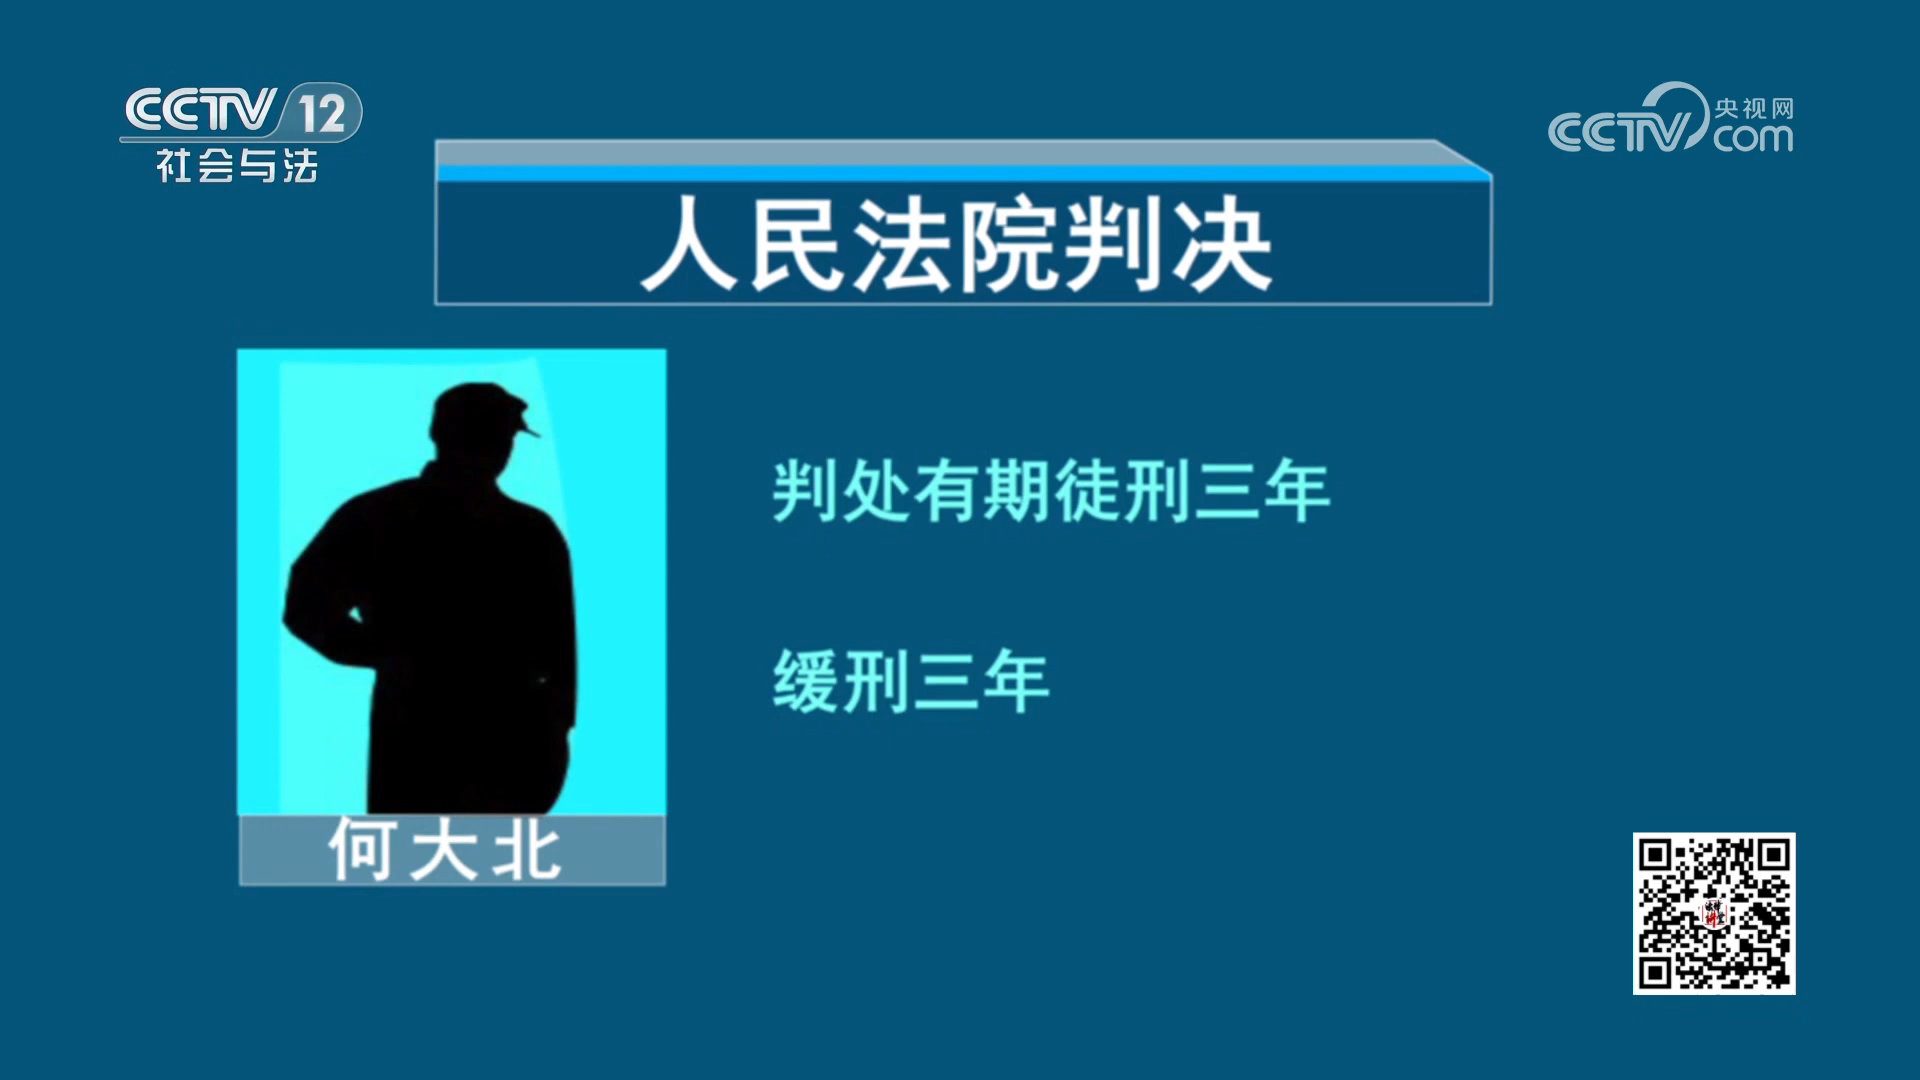 CCTV 12
社会与法
央视网
CCTV com
人民法院判决
判处有期徒刑三年
缓刑三年
何大北